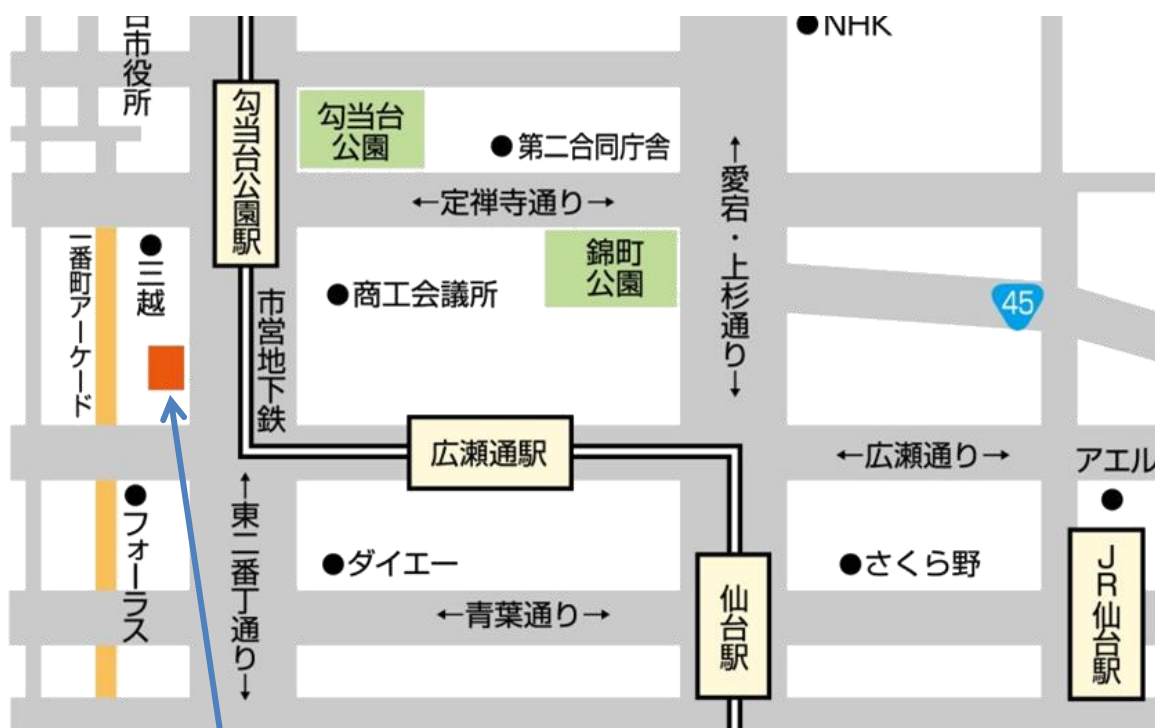 NHK
台市役所
勾当台公園駅
勾当台
公園
第二合同庁舎
←愛宕・上杉通り→
←定禅寺通り→
一番町アーケード
三越
錦町
公園
商工会議所
市営地下鉄
45
広瀬通駅
←広瀬通り→
アエル
フォーラス
←東二番丁通り→
ダイエー
さくら野
JR仙台駅
仙台駅
←青葉通り→